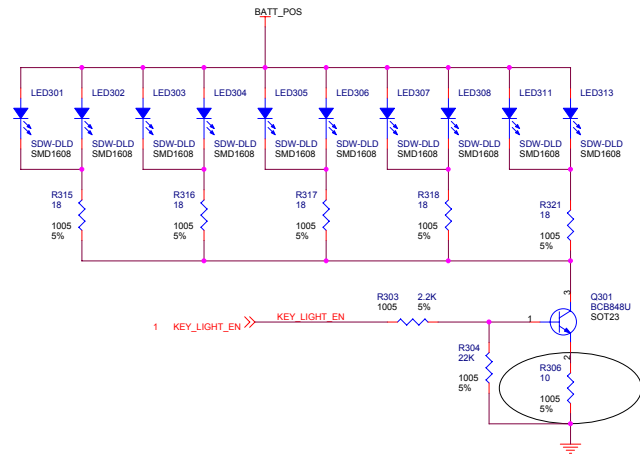 BATT_POS
LED301 LED302 LED303 LED304 LED305 LED306 LED307 LED308 LED311 LED313
SDW-DLD SDW-DLD SDW-DLD SDW-DLD SDW-DLD SDW-DLD SDW-DLD SDW-DLD SDW-DLD SDW-DLD
SMD1608 SMD1608 SMD1608 SMD1608 SMD1608 SMD1608 SMD1608 SMD1608 SMD1608 SMD1608
R315 R316 R317 R318 R321
18 18 18 18 18
1005 1005 1005 1005 1005
5% 5% 5% 5% 5%
3 Q301
R303 2.2K BCB848U
1005 5% SOT23
1 KEY_LIGHT_EN KEY_LIGHT_EN 1
R304
22K
1005
5%
2
R306
10
1005
5%